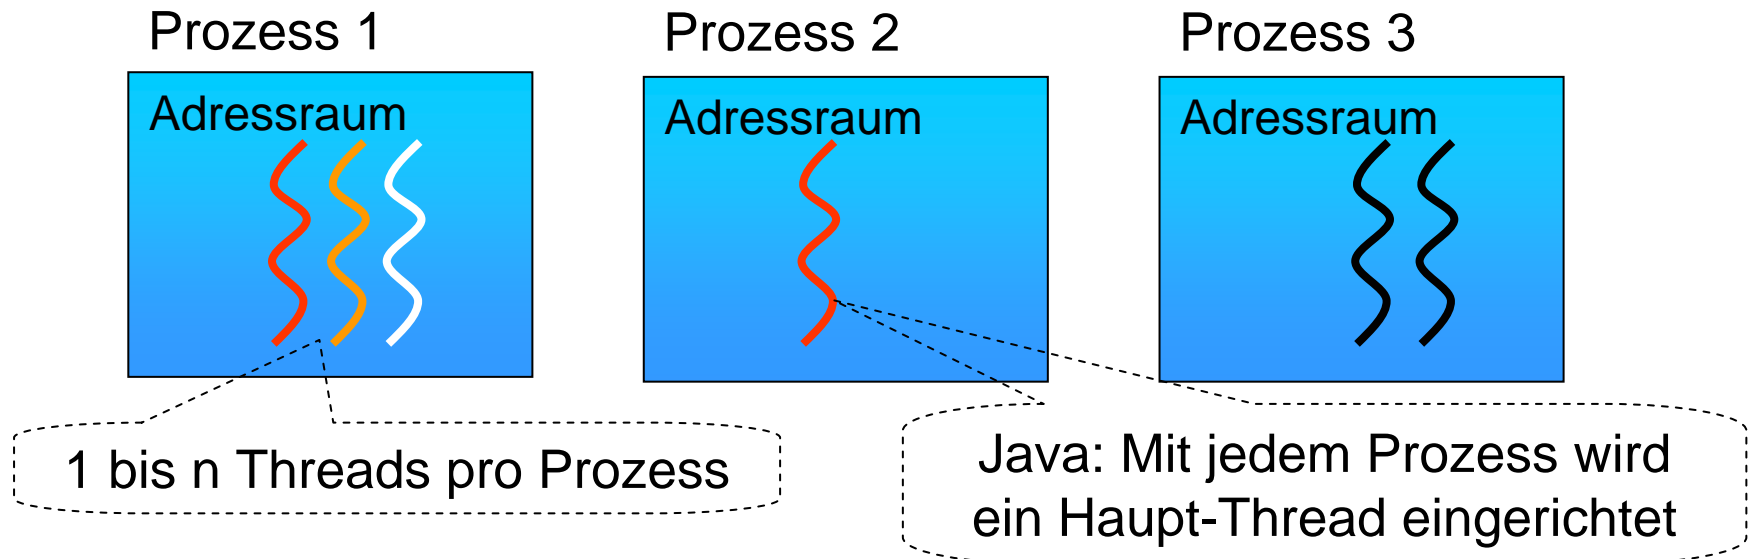 Prozess 1
Prozess 2
Prozess 3
Adressraum
Adressraum
Adressraum
1 bis n Threads pro Prozess
Java: Mit jedem Prozess wird
ein Haupt-Thread eingerichtet